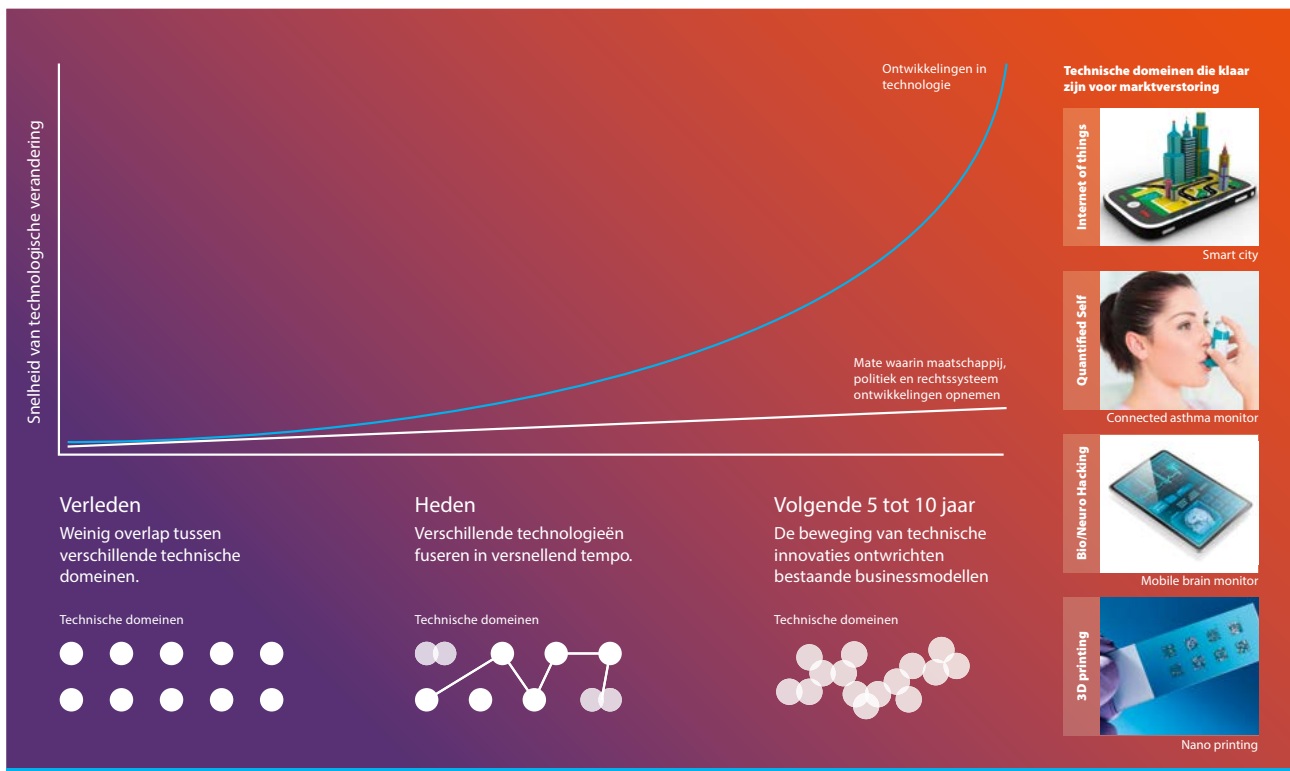 Ontwikkelingen in
technologie
Snelheid van technologische verandering
Mate waarin maatschappij,
politiek en rechtssysteem
ontwikkelingen opnemen
Verleden
Weinig overlap tussen
verschillende technische
domeinen.
Technische domeinen
Heden
Verschillende technologieën
fuseren in versnellend tempo.
Technische domeinen
Volgende 5 tot 10 jaar
De beweging van technische
innovaties ontwrichten
bestaande businessmodellen
Technische domeinen
Technische domeinen die klaar
zijn voor marktverstoring
Internet of things
Smart city
Quantified Self
Connected asthma monitor
Bio/Neuro Hacking
Mobile brain monitor
3D printing
Nano printing